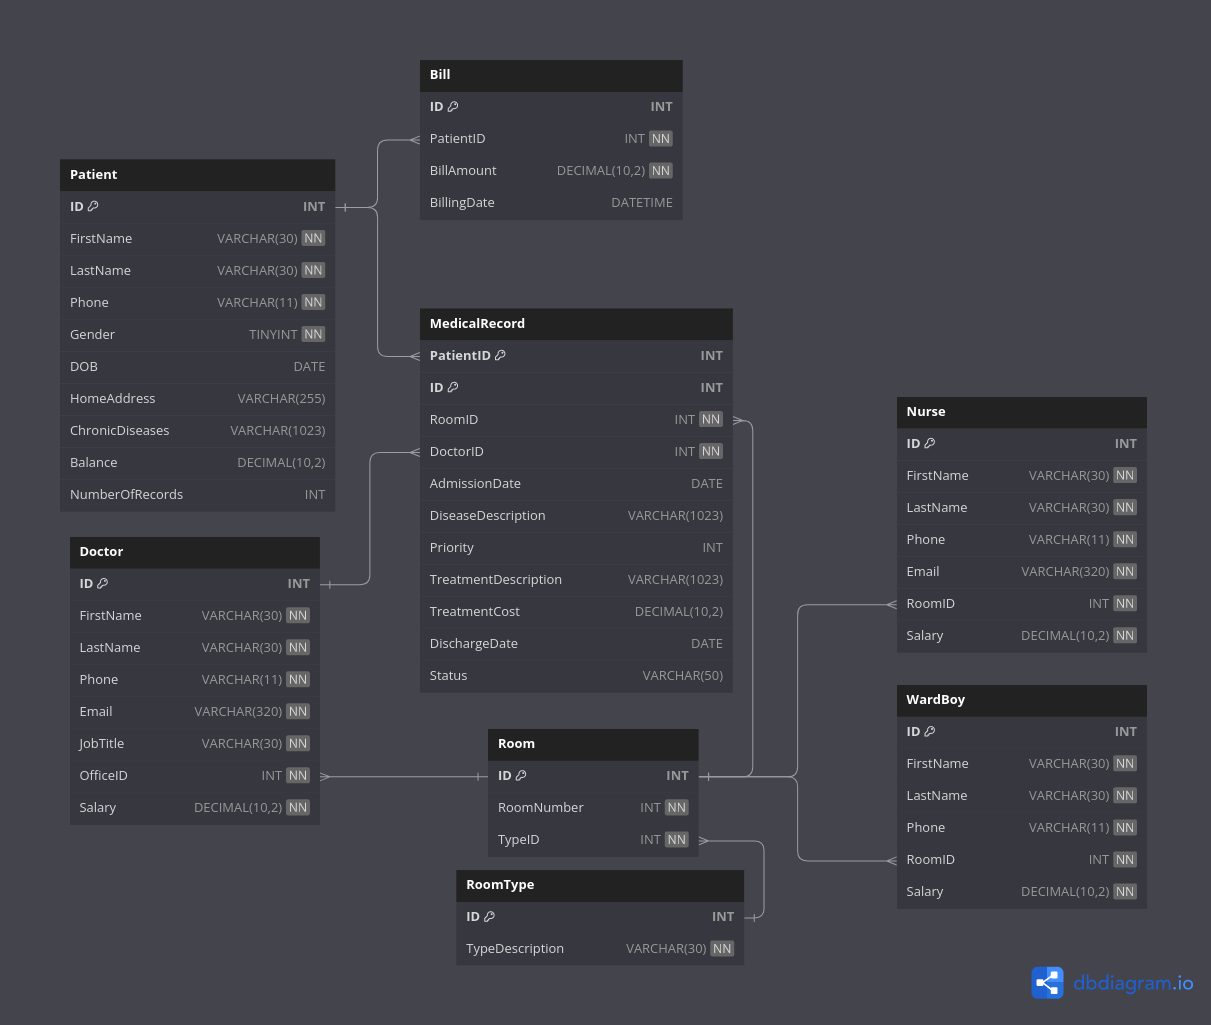 Bill
ID INT
PatientID INT NN
BillAmount DECIMAL(10,2) NN
BillingDate DATETIME
Patient
ID INT
FirstName VARCHAR(30) NN
LastName VARCHAR(30) NN
Phone VARCHAR(11) NN
Gender TINYINT NN
DOB DATE
HomeAddress VARCHAR(255)
ChronicDiseases VARCHAR(1023)
Balance DECIMAL(10,2)
NumberOfRecords INT
MedicalRecord
PatientID INT
ID INT
RoomID INT NN
DoctorID INT NN
AdmissionDate DATE
DiseaseDescription VARCHAR(1023)
Priority INT
TreatmentDescription VARCHAR(1023)
TreatmentCost DECIMAL(10,2)
DischargeDate DATE
Status VARCHAR(50)
Nurse
ID INT
FirstName VARCHAR(30) NN
LastName VARCHAR(30) NN
Phone VARCHAR(11) NN
Email VARCHAR(320) NN
RoomID INT NN
Salary DECIMAL(10,2) NN
Doctor
ID INT
FirstName VARCHAR(30) NN
LastName VARCHAR(30) NN
Phone VARCHAR(11) NN
Email VARCHAR(320) NN
JobTitle VARCHAR(30) NN
OfficeID INT NN
Salary DECIMAL(10,2) NN
WardBoy
ID INT
FirstName VARCHAR(30) NN
LastName VARCHAR(30) NN
Phone VARCHAR(11) NN
RoomID INT NN
Salary DECIMAL(10,2) NN
Room
ID INT
RoomNumber INT NN
TypeID INT NN
RoomType
ID INT
TypeDescription VARCHAR(30) NN
dbdiagram.io